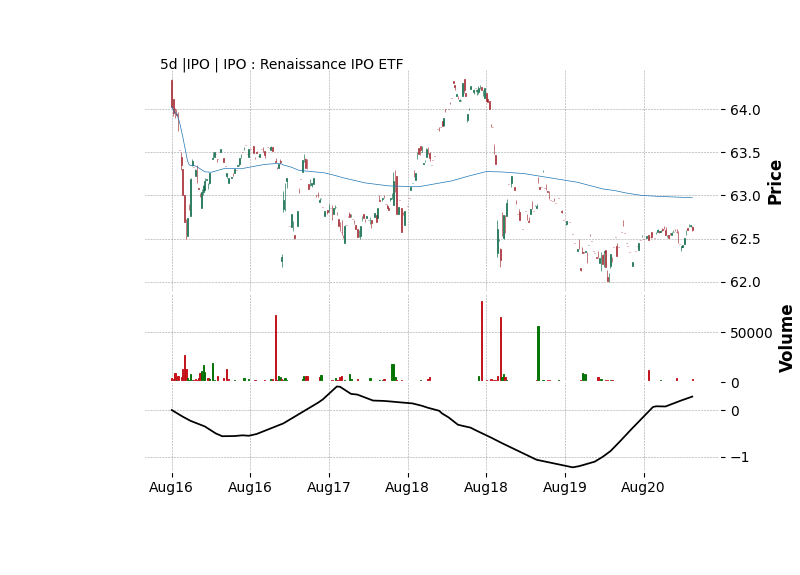 5d |IPO | IPO : Renaissance IPO ETF
64.0
63.5
63.0
62.5
62.0
Price
50000
0
Volume
0
−1
Aug16 Aug16 Aug17 Aug18 Aug18 Aug19 Aug20